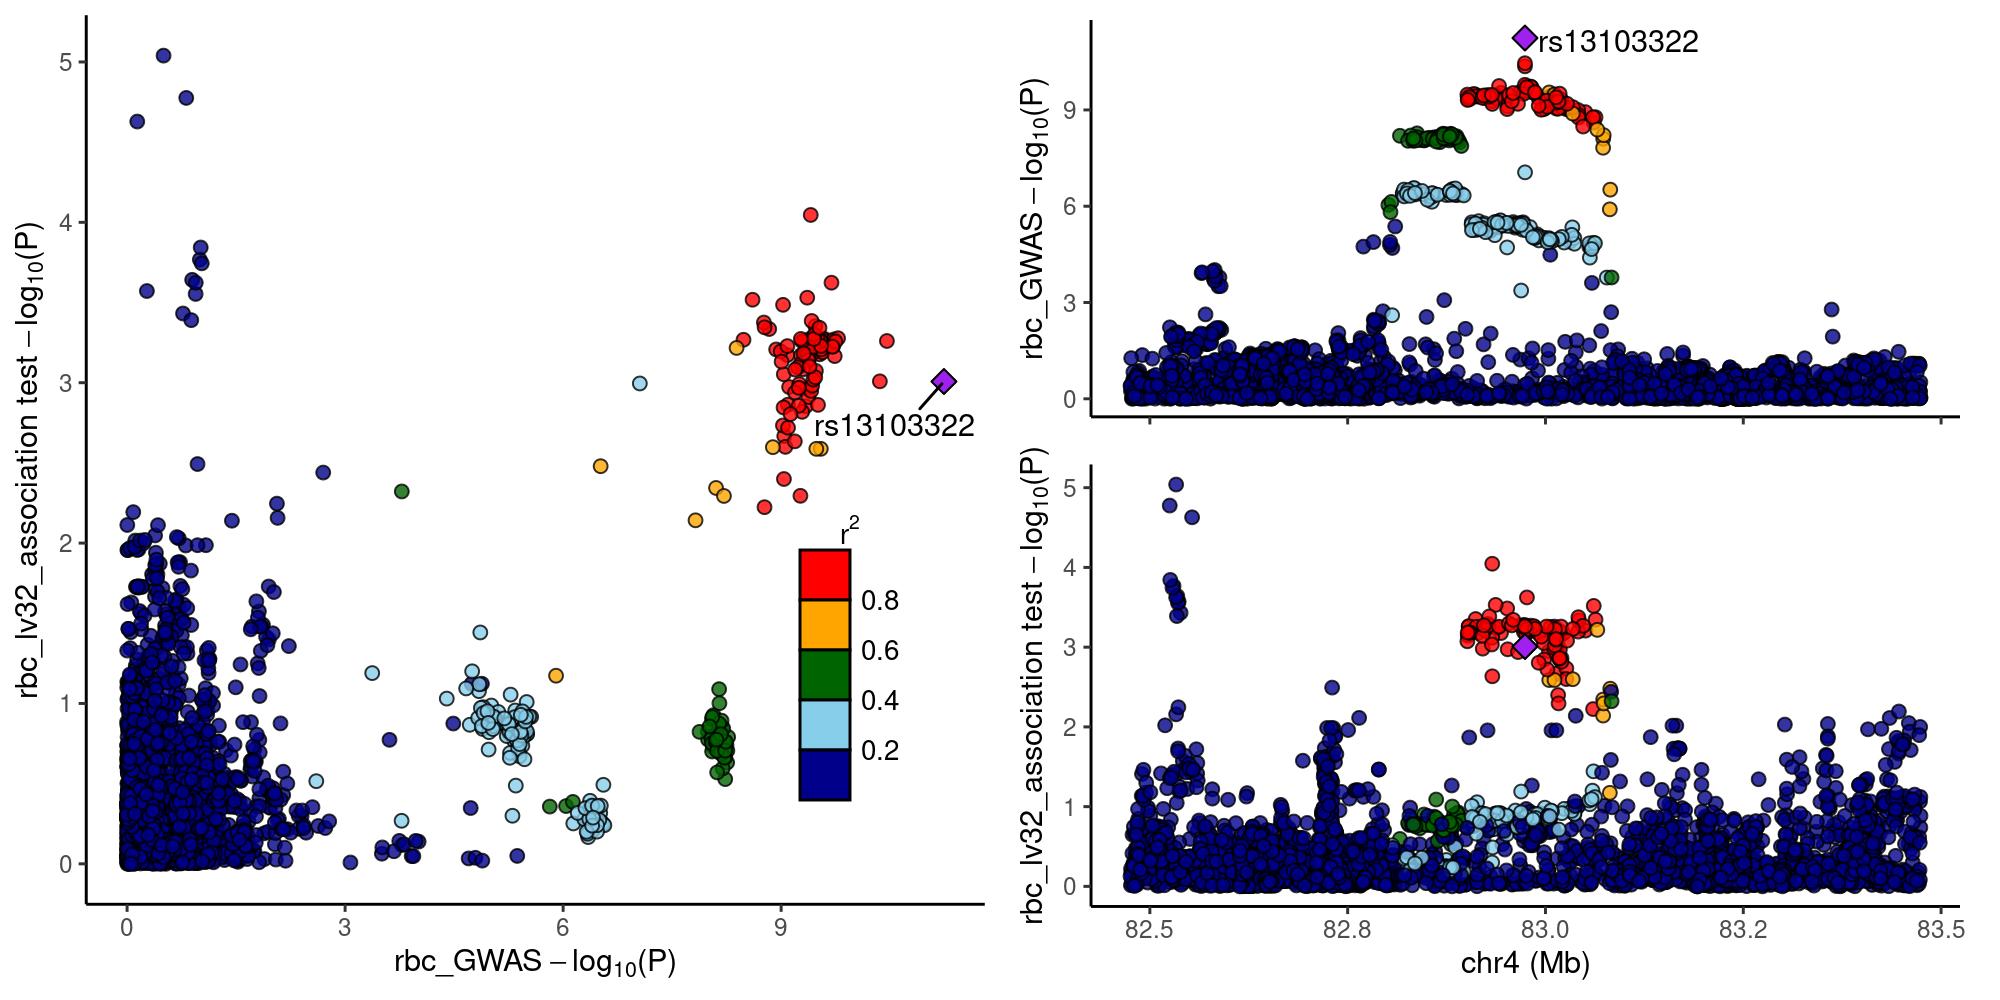 5
4
3
2
1
0
rbc_lv32_association test −log10(P)
rs13103322
r2
0.8
0.6
0.4
0.2
0 3 6 9
rbc_GWAS −log10(P)
rs13103322
9
6
3
0
rbc_GWAS −log10(P)
5
4
3
2
1
0
rbc_lv32_association test −log10(P)
82.5 82.8 83.0 83.2 83.5
chr4 (Mb)